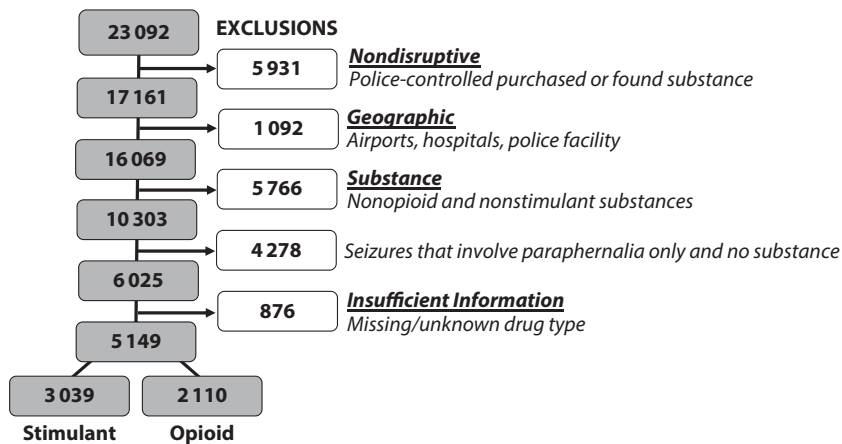 23 092
EXCLUSIONS
5 931
Nondisruptive
Police-controlled purchased or found substance
17 161
1 092
Geographic
Airports, hospitals, police facility
16 069
5 766
Substance
Nonopioid and nonstimulant substances
10 303
4 278
Seizures that involve paraphernalia only and no substance
6 025
876
Insufficient Information
Missing/unknown drug type
5 149
3 039
2 110
Stimulant
Opioid